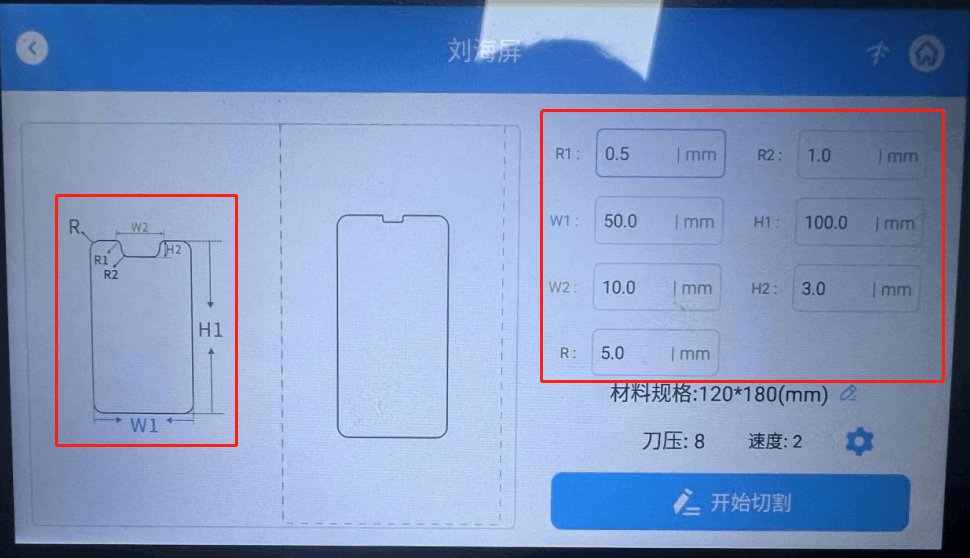 刘海屏
R
W2
H2
R1
R2
H1
W1
R1: 0.5 | mm
R2: 1.0 | mm
W1: 50.0 | mm
H1: 100.0 | mm
W2: 10.0 | mm
H2: 3.0 | mm
R: 5.0 | mm
材料规格:120*180(mm)
刀压: 8 速度: 2
开始切割